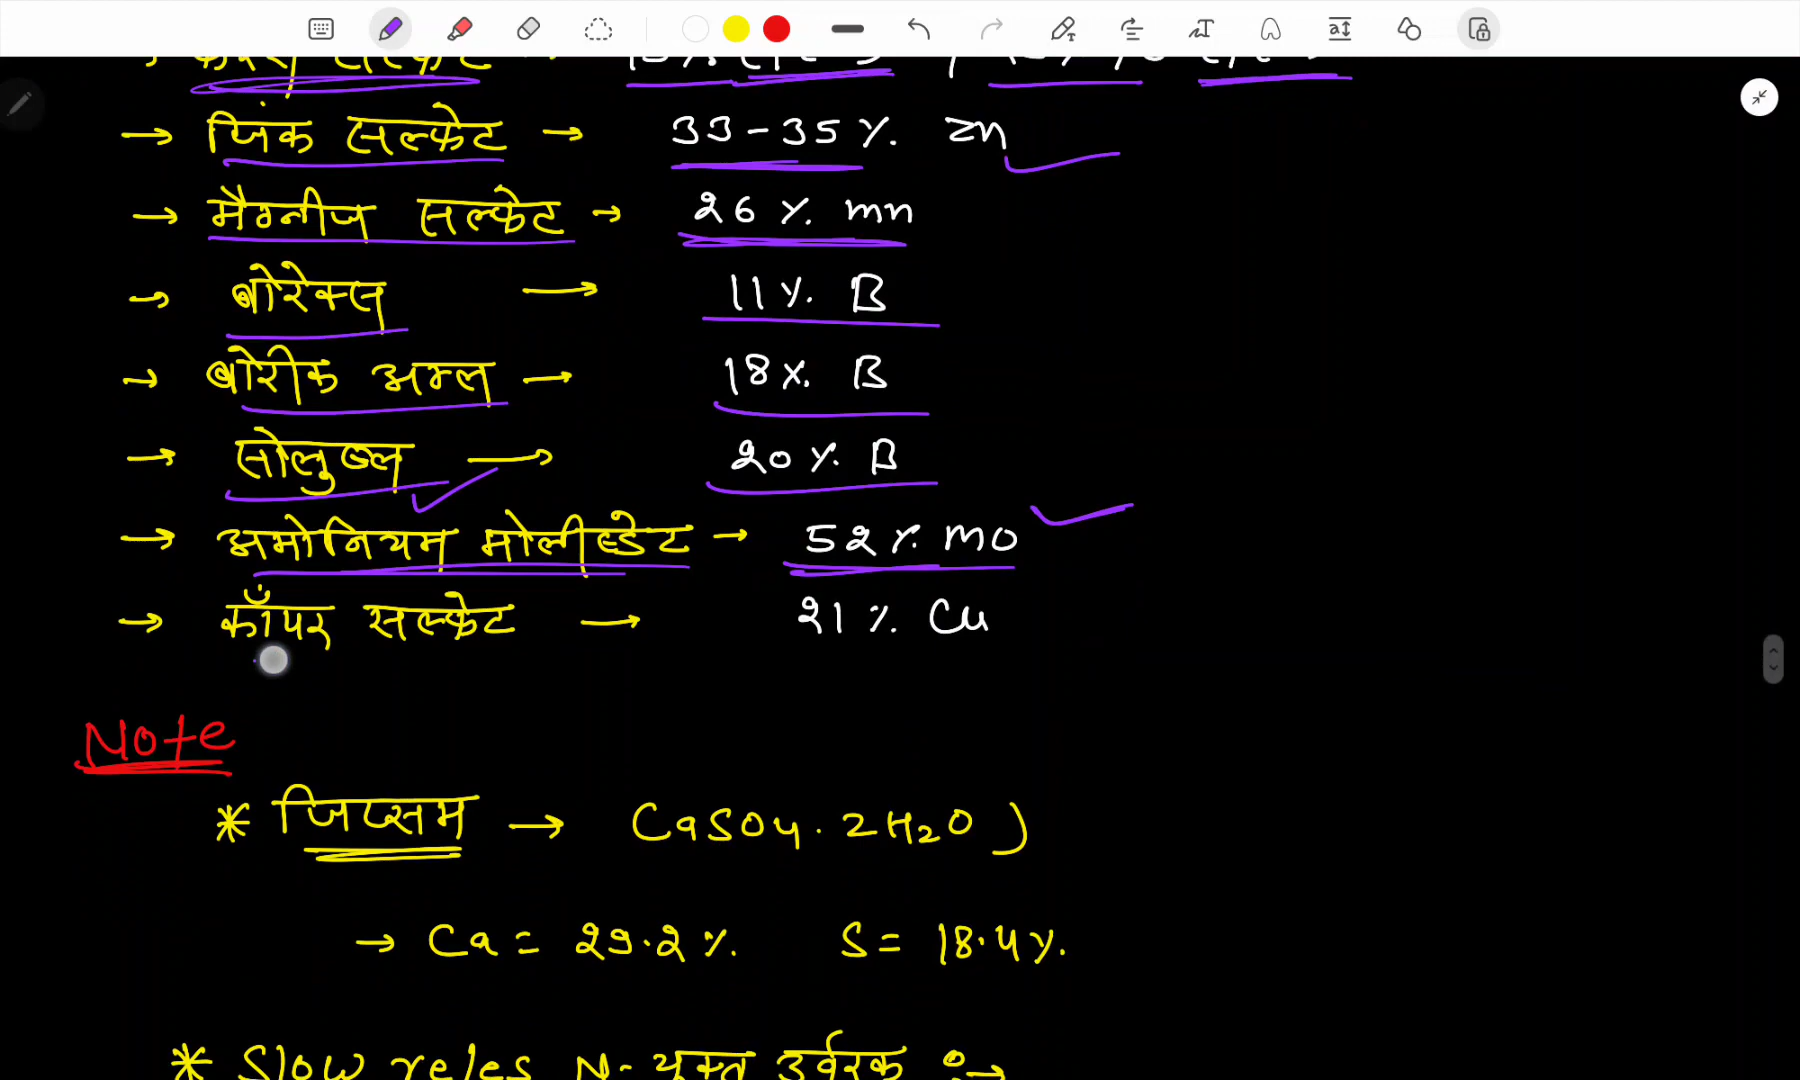 → जिंक सल्फेट → 33-35%. Zn
→ मैग्नीज सल्फेट → 26%. mn
→ बोरेक्स → 11%. B
→ बोरीक अम्ल → 18%. B
→ सोलुब्ल → 20%. B
→ अमोनियम मोलीब्डेट → 52%. mo
→ कॉपर सल्फेट → 21%. Cu
Note
* जिप्सम → CaSO4.2H2O)
→ Ca = 29.2%. S = 18.4%.
* Slow reles N- युक्त उर्वरक :→